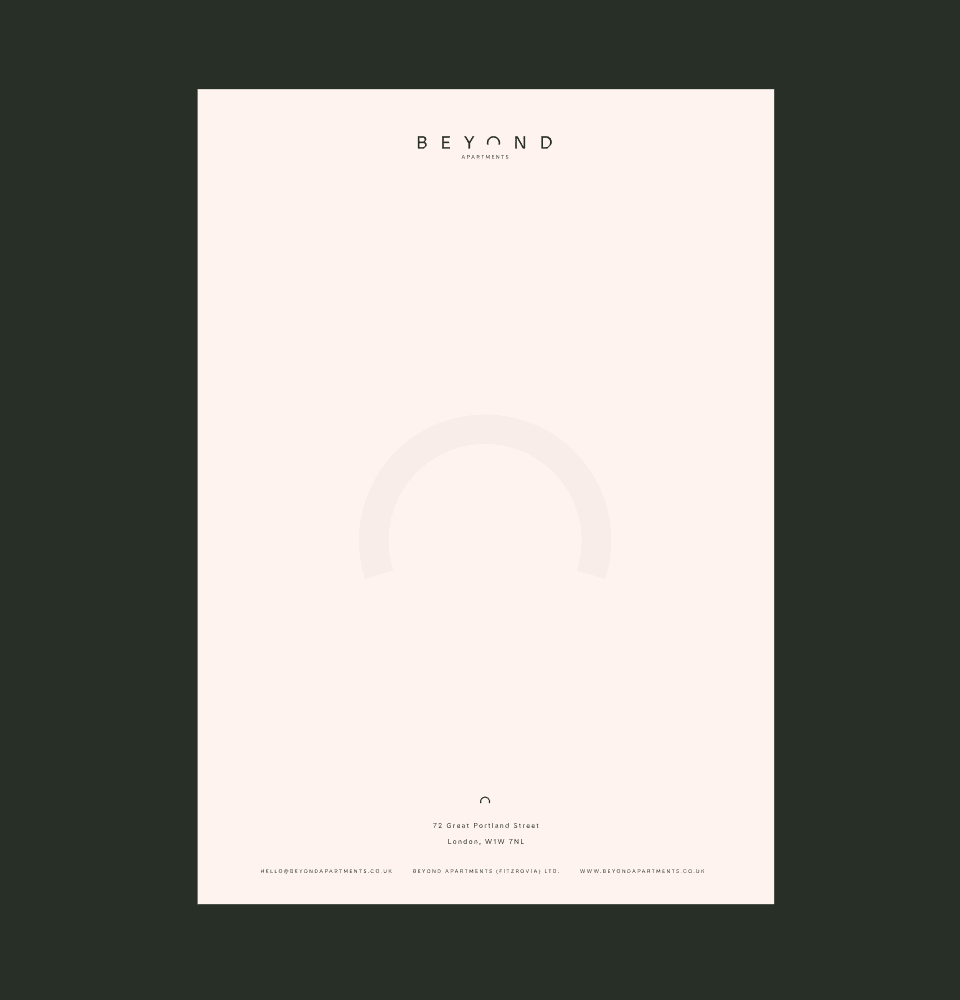 BEYOND
APARTMENTS
72 Great Portland Street
London, W1W 7NL
HELLO@BEYONDAPARTMENTS.CO.UK BEYOND APARTMENTS (FITZROVIA) LTD. WWW.BEYONDAPARTMENTS.CO.UK